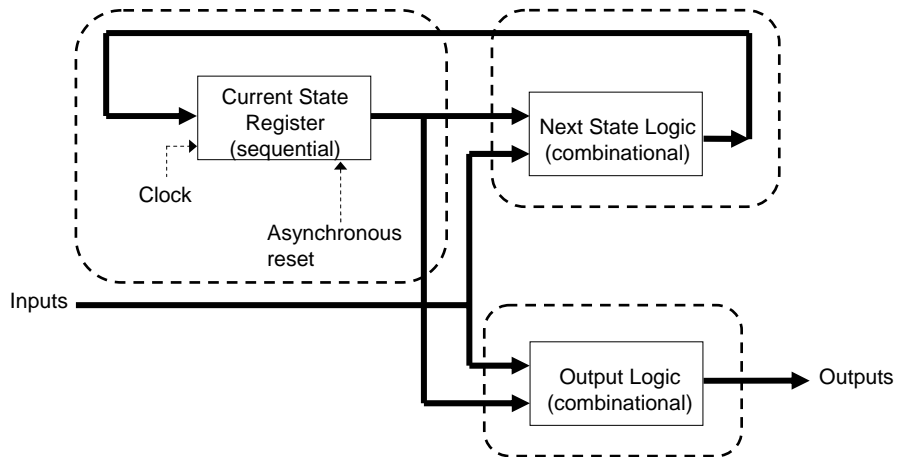 Current State
Register
(sequential)
Next State Logic
(combinational)
Clock
Asynchronous
reset
Inputs
Output Logic
(combinational)
Outputs